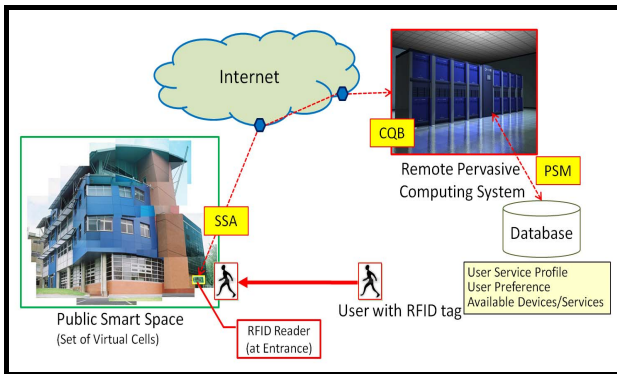 Internet
CQB
Remote Pervasive
Computing System
PSM
Database
SSA
User Service Profile
User Preference
Available Devices/Services
User with RFID tag
Public Smart Space
(Set of Virtual Cells)
RFID Reader
(at Entrance)